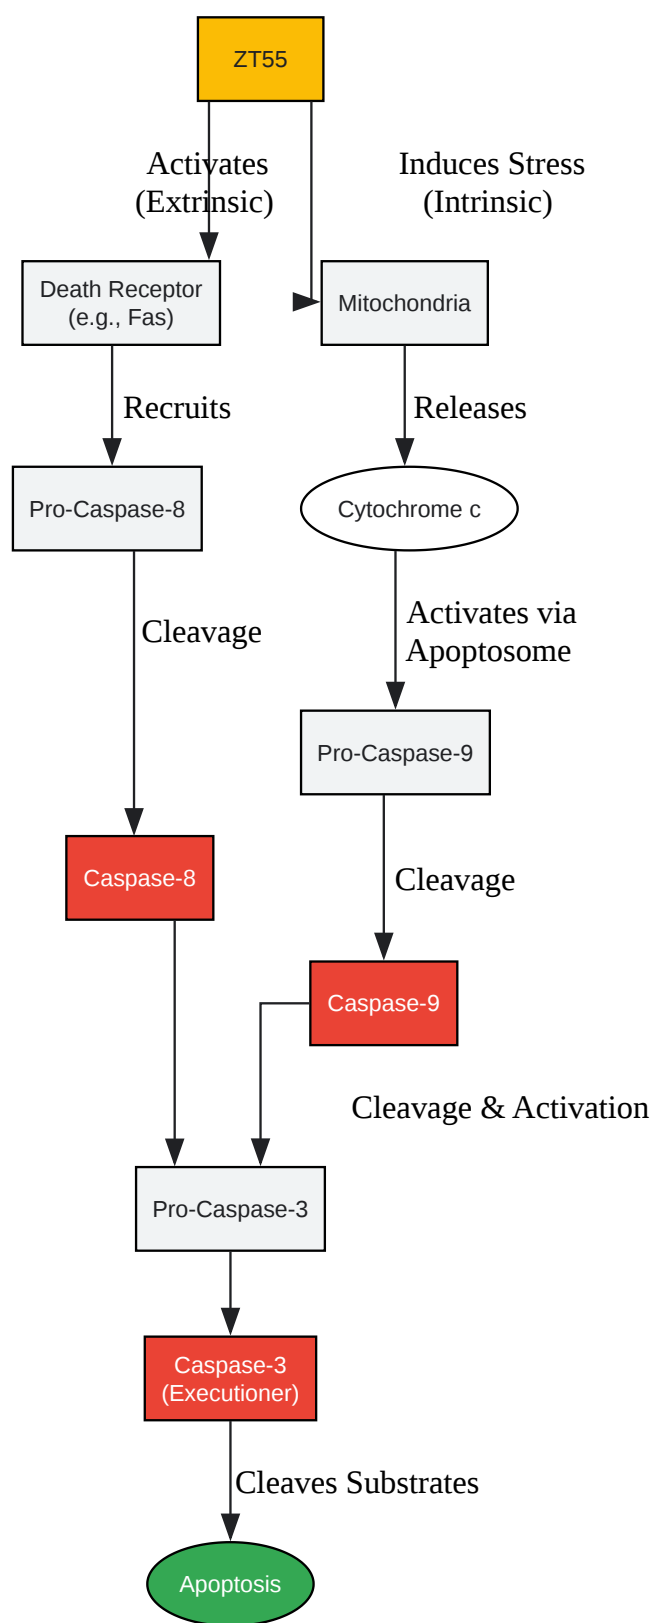 ZT55
Activates
(Extrinsic)
Induces Stress
(Intrinsic)
Death Receptor
(e.g., Fas)
Mitochondria
Recruits
Releases
Pro-Caspase-8
Cytochrome c
Cleavage
Activates via
Apoptosome
Pro-Caspase-9
Caspase-8
Cleavage
Caspase-9
Cleavage & Activation
Pro-Caspase-3
Caspase-3
(Executioner)
Cleaves Substrates
Apoptosis